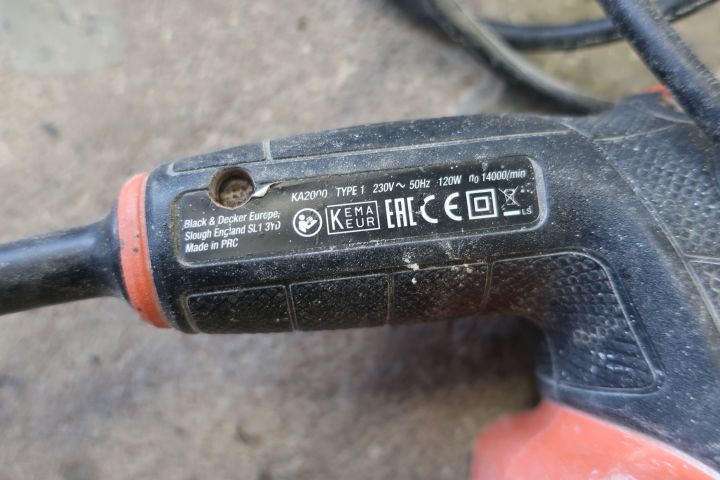 KA2000 TYPE 1 230V ~ 50Hz 120W n0 14000/min
Black & Decker Europe,
Slough England SL1 3YD
Made in PRC
KEMA
KEUR
EAC CE
LS